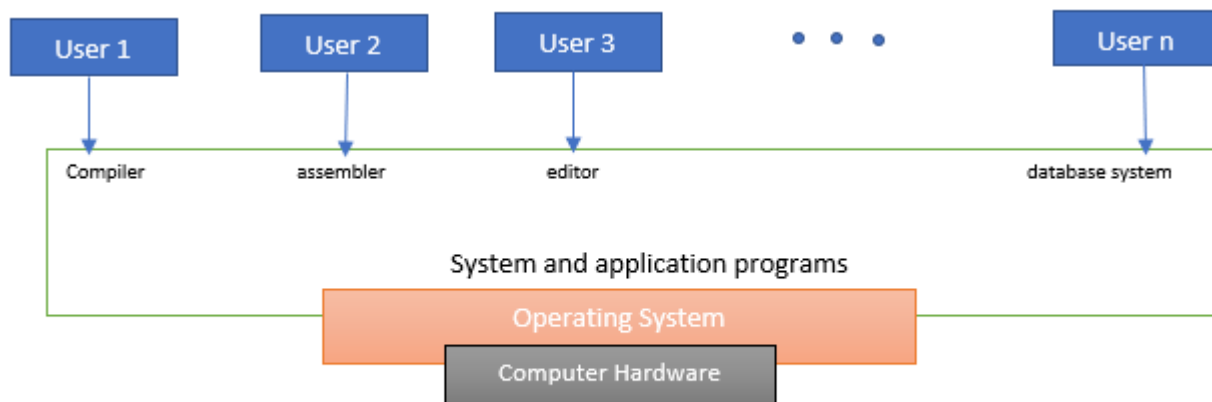 User 1
User 2
User 3
User n
Compiler
assembler
editor
database system
System and application programs
Operating System
Computer Hardware